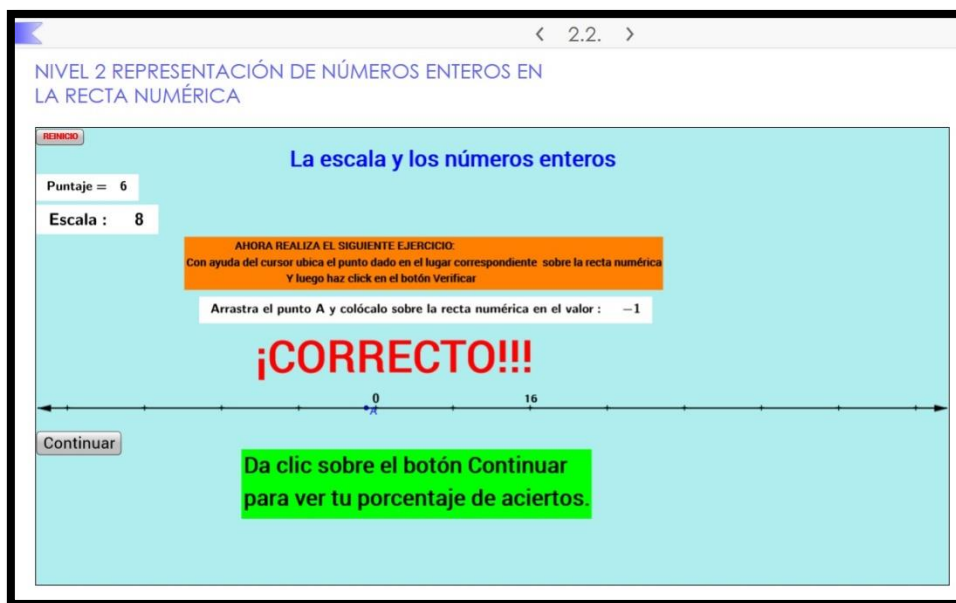 2.2.
NIVEL 2 REPRESENTACIÓN DE NÚMEROS ENTEROS EN
LA RECTA NUMÉRICA
REINICIO
La escala y los números enteros
Puntaje = 6
Escala : 8
AHORA REALIZA EL SIGUIENTE EJERCICIO:
Con ayuda del cursor ubica el punto dado en el lugar correspondiente sobre la recta numérica
Y luego haz click en el botón Verificar
Arrastra el punto A y colócalo sobre la recta numérica en el valor : −1
¡CORRECTO!!!
0 16
A
Continuar
Da clic sobre el botón Continuar
para ver tu porcentaje de aciertos.